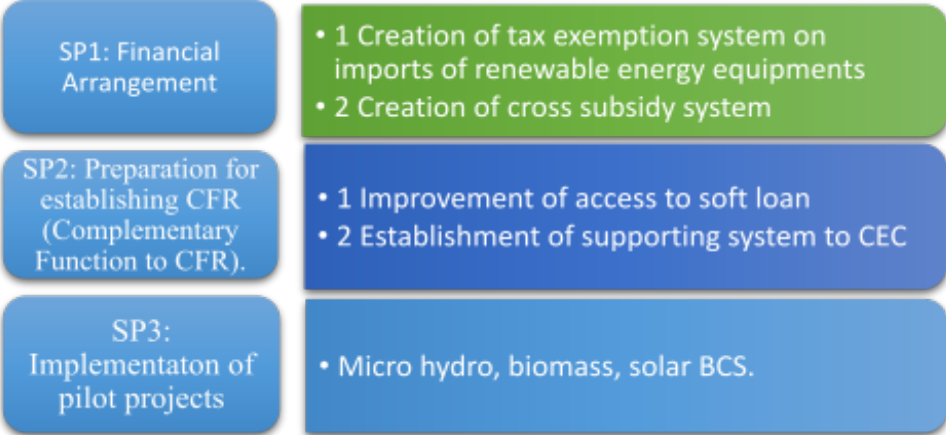 SP1: Financial
Arrangement
• 1 Creation of tax exemption system on
imports of renewable energy equipments
• 2 Creation of cross subsidy system
SP2: Preparation for
establishing CFR
(Complementary
Function to CFR).
• 1 Improvement of access to soft loan
• 2 Establishment of supporting system to CEC
SP3:
Implementaton of
pilot projects
• Micro hydro, biomass, solar BCS.